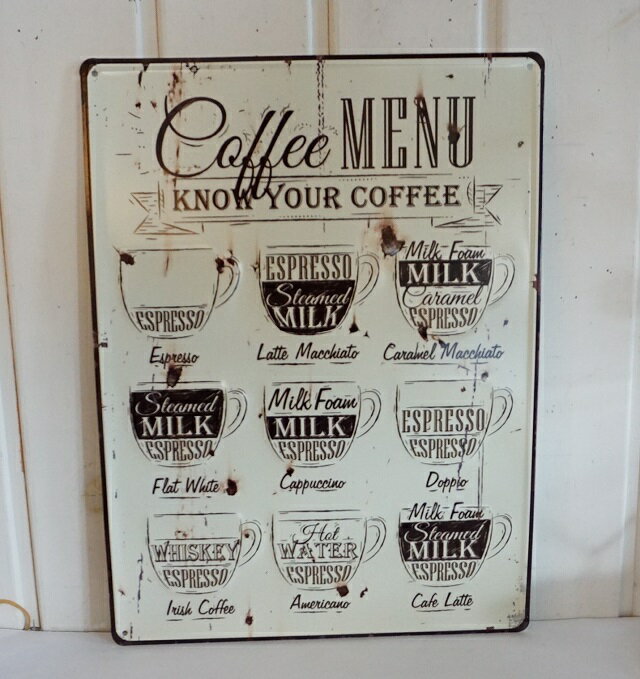 Coffee MENU
KNOW YOUR COFFEE
ESPRESSO
Espresso
ESPRESSO
Steamed
MILK
Latte Macchiato
Milk Foam
MILK
Caramel
ESPRESSO
Caramel Macchiato
Steamed
MILK
ESPRESSO
Flat White
Milk Foam
MILK
ESPRESSO
Cappuccino
ESPRESSO
ESPRESSO
Doppio
WHISKEY
ESPRESSO
Irish Coffee
Hot
WATER
ESPRESSO
Americano
Milk Foam
Steamed
MILK
ESPRESSO
Cafe Latte